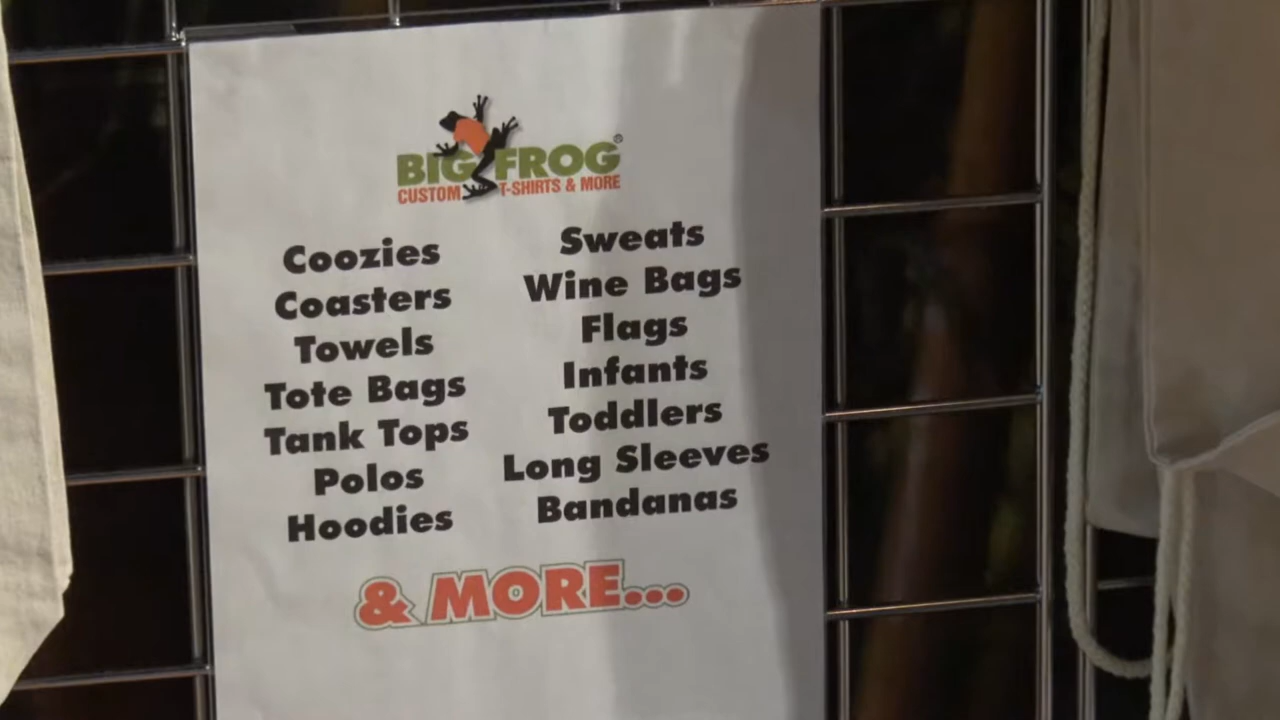 BIG FROG®
CUSTOM T-SHIRTS & MORE
Coozies
Coasters
Towels
Tote Bags
Tank Tops
Polos
Hoodies
Sweats
Wine Bags
Flags
Infants
Toddlers
Long Sleeves
Bandanas
& MORE...